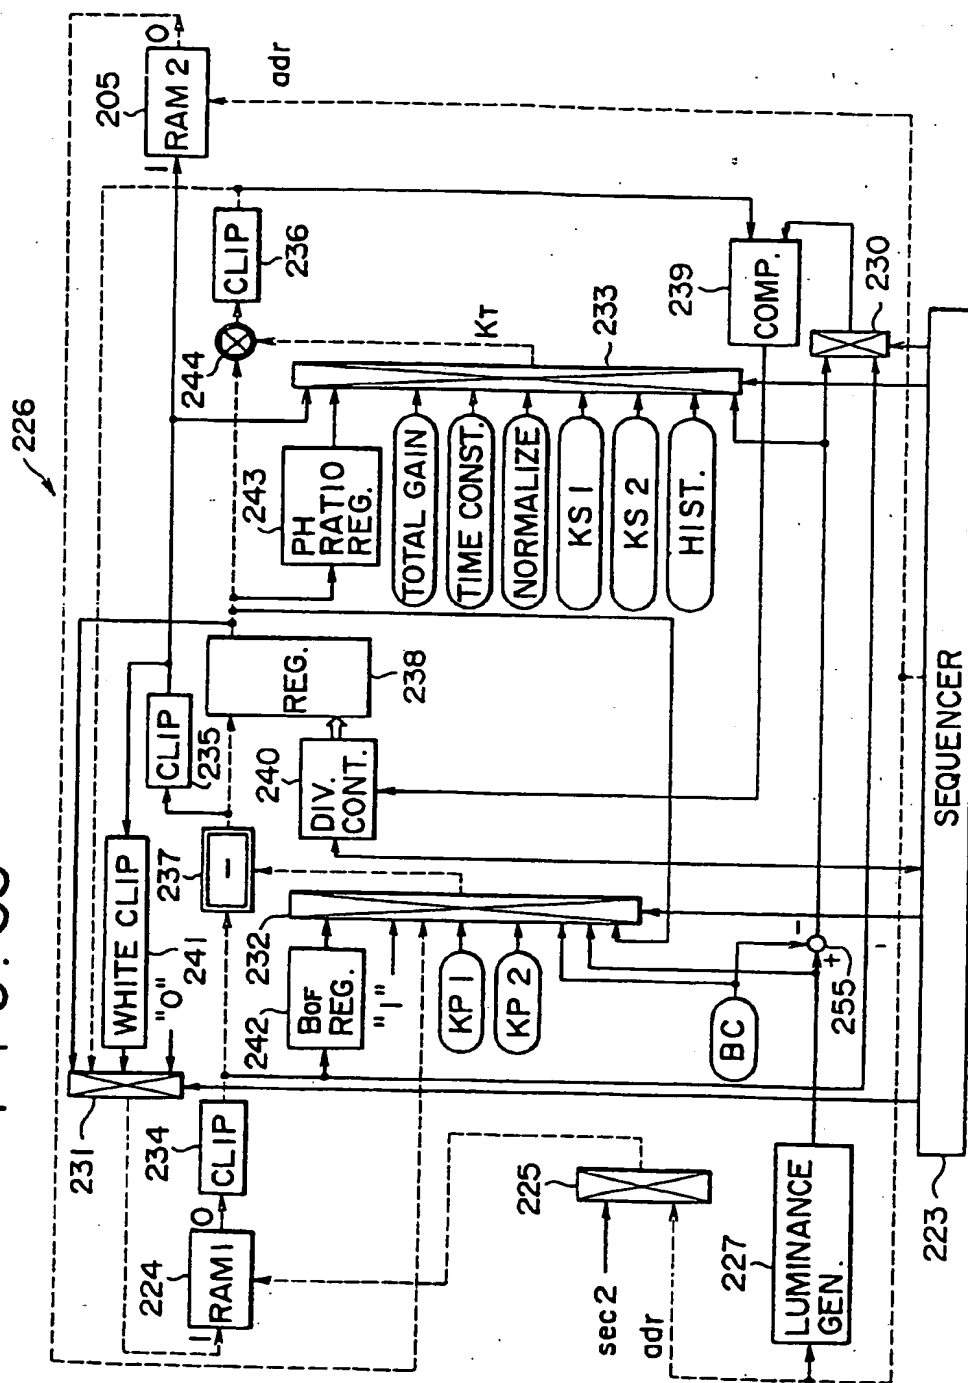 226
231
WHITE CLIP
241
"0"
CLIP
235
RAM 2
205
I
O
adr
224
RAM1
I
O
234
CLIP
237
−
REG.
238
244
CLIP
236
242
BOF
REG.
232
"1"
KP 1
KP 2
240
DIV.
CONT.
243
PH
RATIO
REG.
TOTAL GAIN
TIME CONST.
NORMALIZE
KS 1
KS 2
HIST.
KT
233
239
COMP.
230
225
sec2
adr
BC
−
+
255
227
LUMINANCE
GEN.
223
SEQUENCER